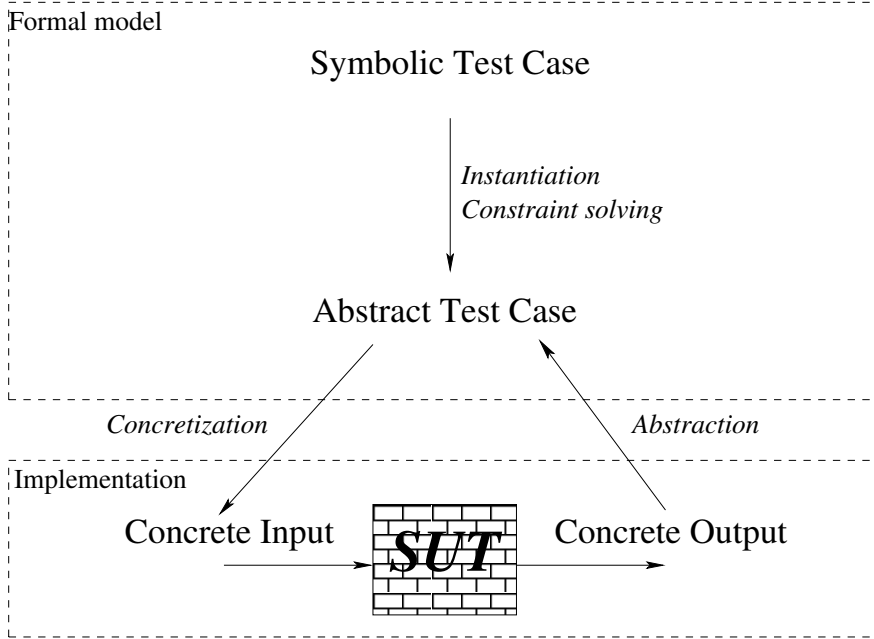 Formal model
Symbolic Test Case
Instantiation
Constraint solving
Abstract Test Case
Concretization
Abstraction
Implementation
Concrete Input
SUT
Concrete Output